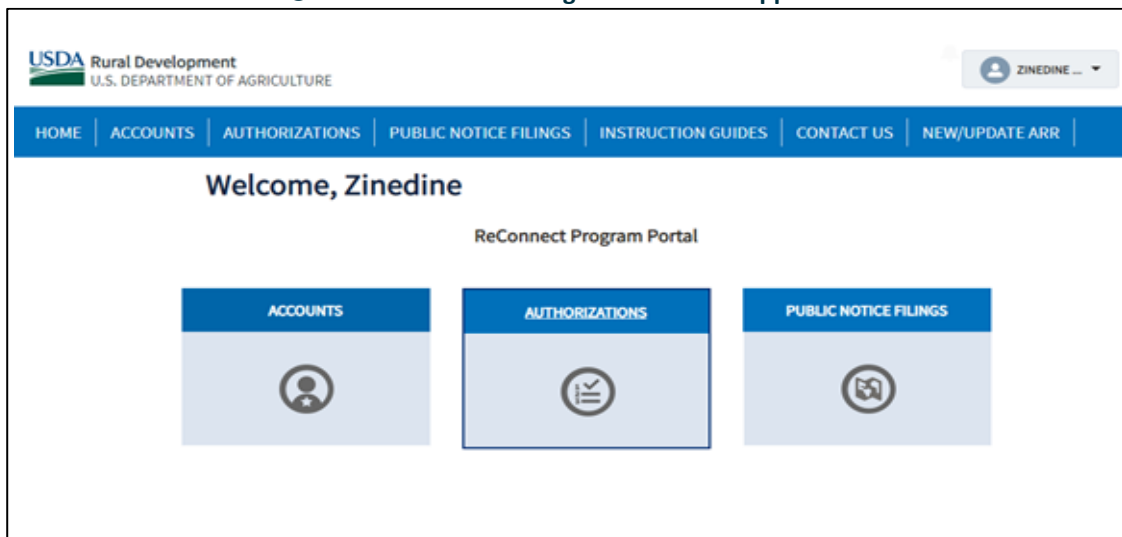 USDA Rural Development
U.S. DEPARTMENT OF AGRICULTURE
ZINEDINE ...
HOME ACCOUNTS AUTHORIZATIONS PUBLIC NOTICE FILINGS INSTRUCTION GUIDES CONTACT US NEW/UPDATE ARR
Welcome, Zinedine
ReConnect Program Portal
ACCOUNTS AUTHORIZATIONS PUBLIC NOTICE FILINGS